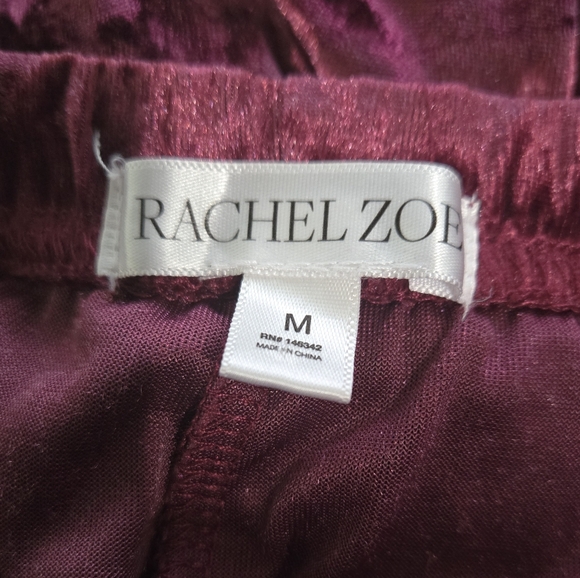 RACHEL ZOE
M
RN# 146342
MADE IN CHINA